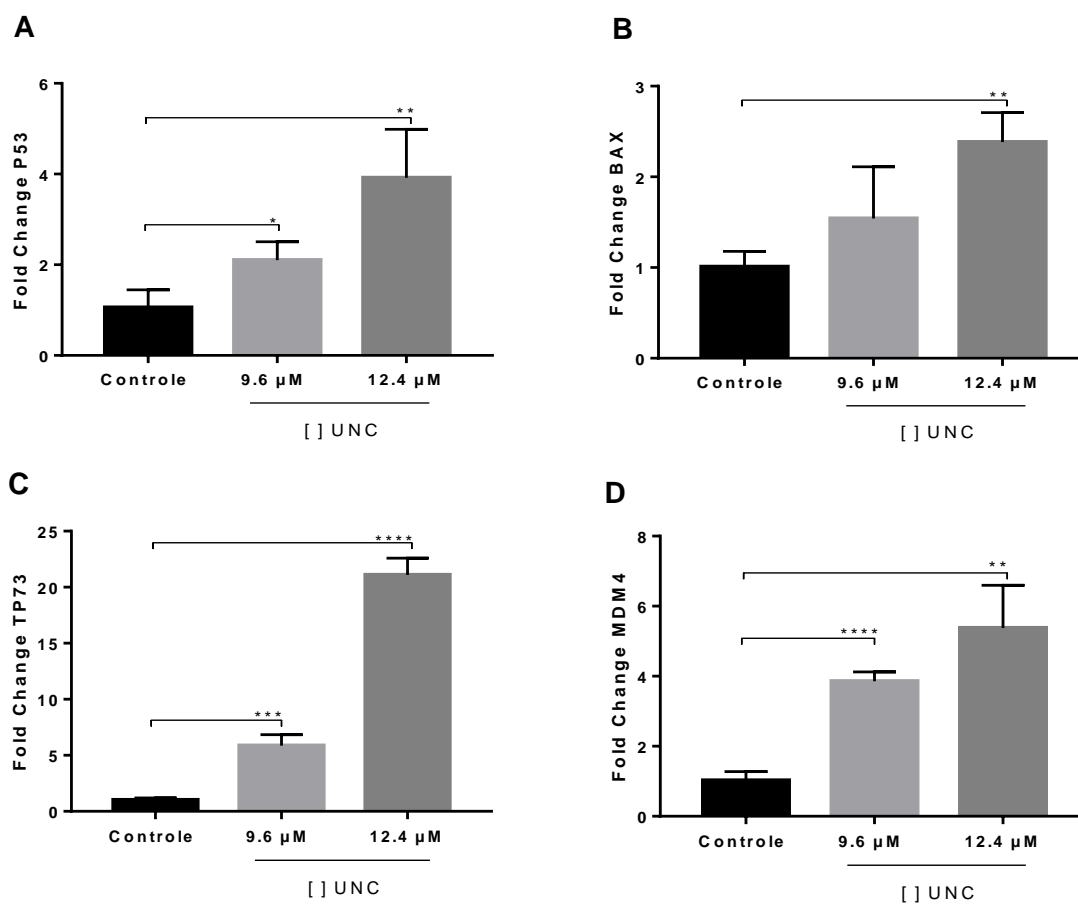 A
Fold Change P53
6
4
2
0
**
*
Controle 9.6 µM 12.4 µM
[ ] UNC
B
Fold Change BAX
3
2
1
0
**
Controle 9.6 µM 12.4 µM
[ ] UNC
C
Fold Change TP73
25
20
15
10
5
0
****
***
Controle 9.6 µM 12.4 µM
[ ] UNC
D
Fold Change MDM4
8
6
4
2
0
**
****
Controle 9.6 µM 12.4 µM
[ ] UNC